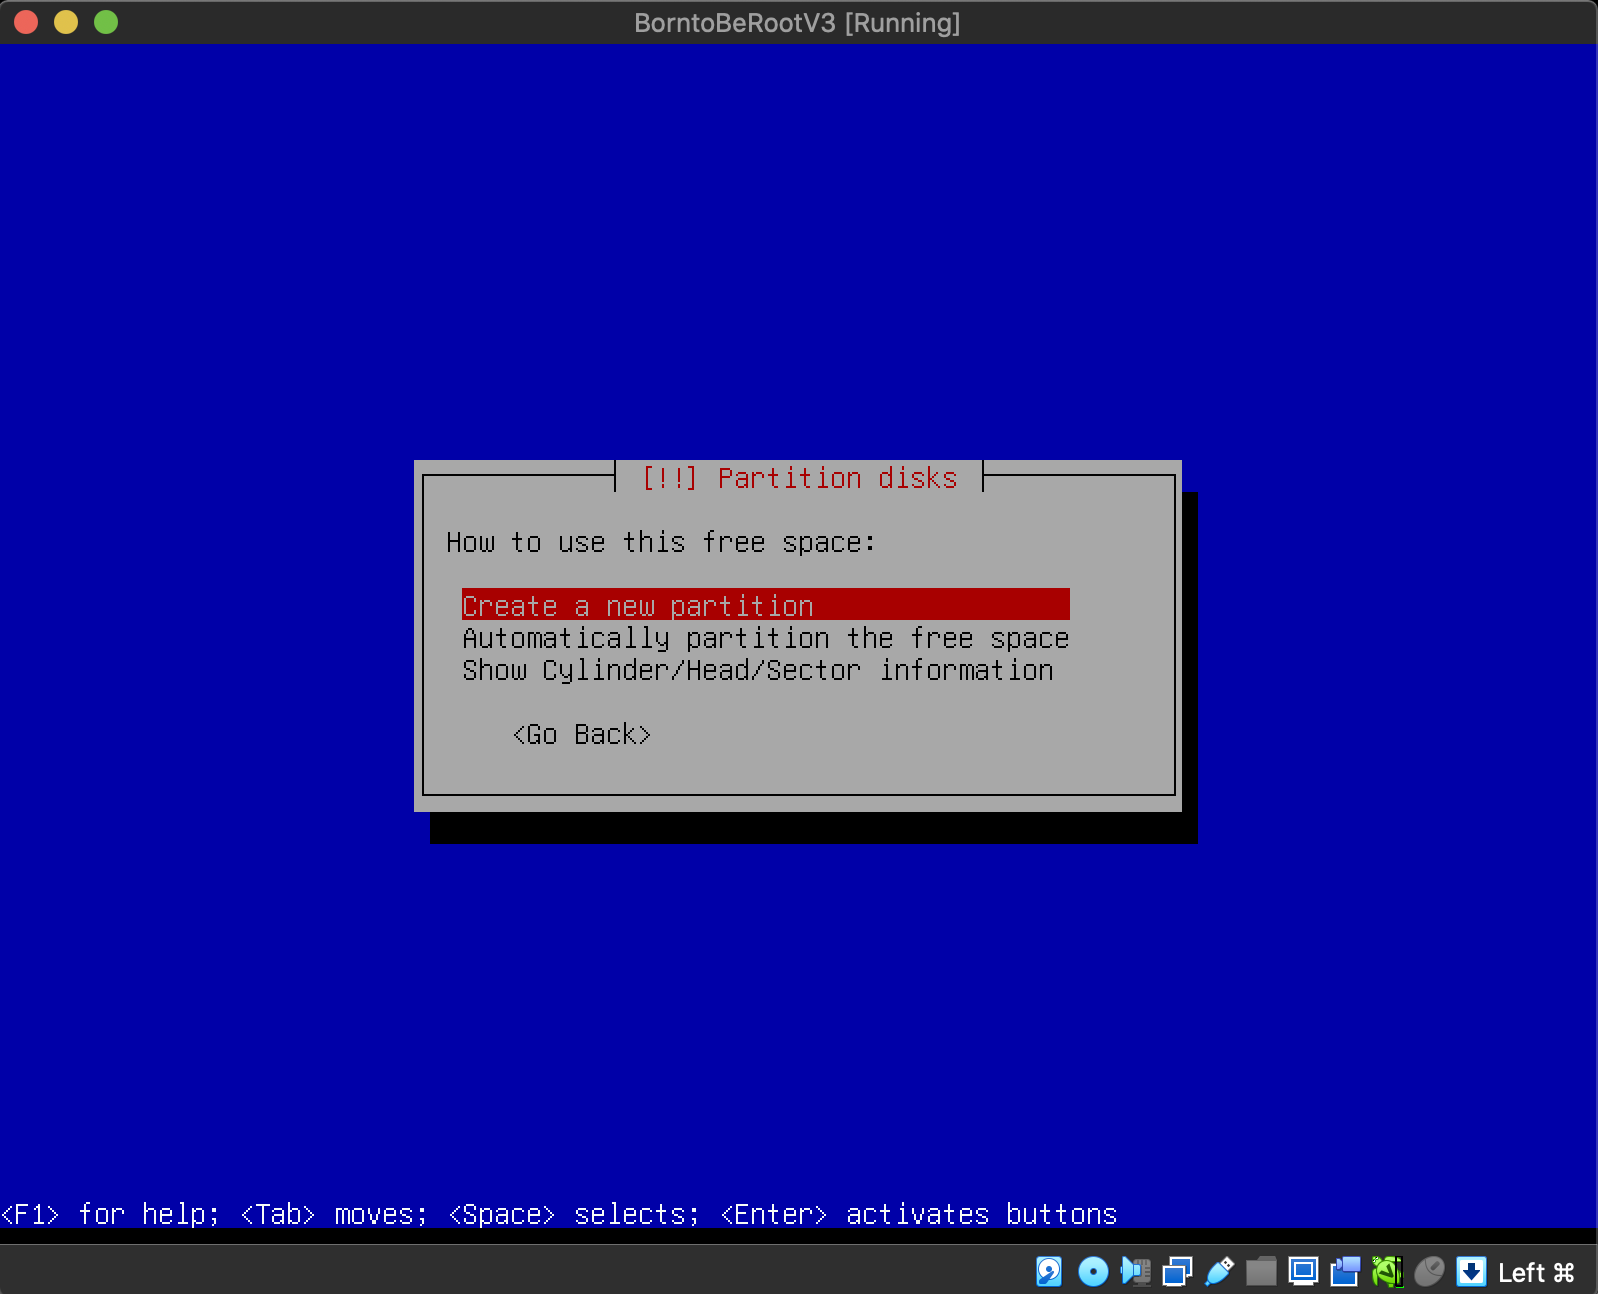 BorntoBeRootV3 [Running]
[!!] Partition disks
How to use this free space:
Create a new partition
Automatically partition the free space
Show Cylinder/Head/Sector information
<Go Back>
<F1> for help; <Tab> moves; <Space> selects; <Enter> activates buttons
Left ⌘